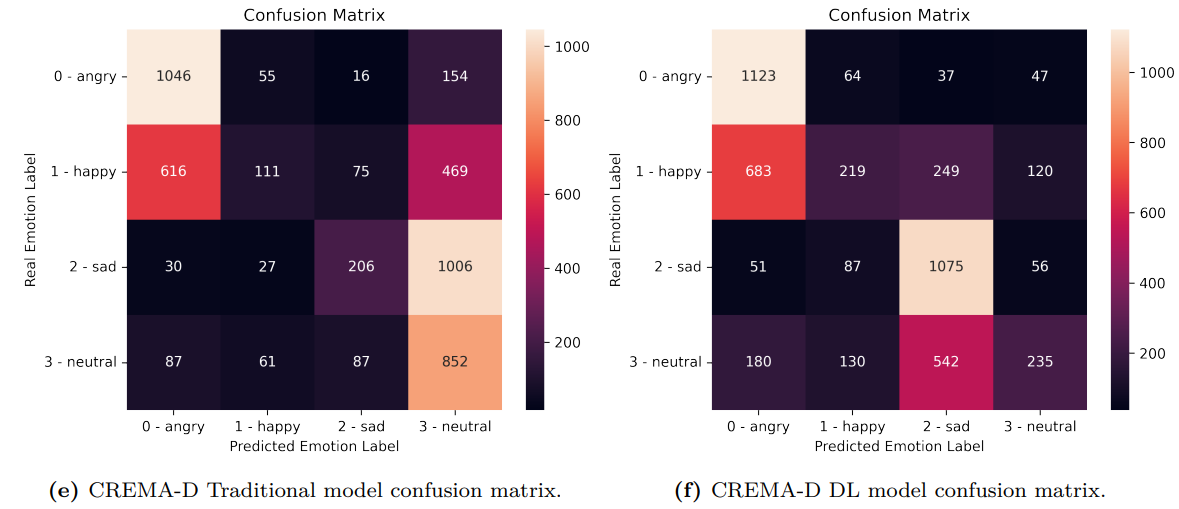 Confusion Matrix
1000
800
600
400
200
0 - angry
1046 55 16 154
1 - happy
616 111 75 469
2 - sad
30 27 206 1006
3 - neutral
87 61 87 852
0 - angry 1 - happy 2 - sad 3 - neutral
Predicted Emotion Label
Real Emotion Label
(e) CREMA-D Traditional model confusion matrix.
Confusion Matrix
1000
800
600
400
200
0 - angry
1123 64 37 47
1 - happy
683 219 249 120
2 - sad
51 87 1075 56
3 - neutral
180 130 542 235
0 - angry 1 - happy 2 - sad 3 - neutral
Predicted Emotion Label
Real Emotion Label
(f) CREMA-D DL model confusion matrix.